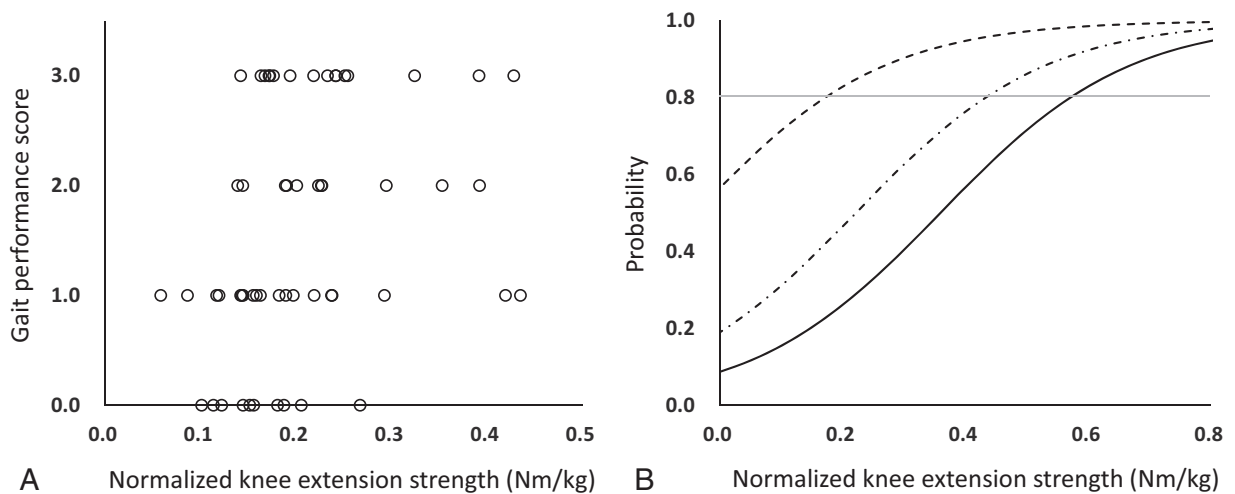 Gait performance score
3.0
2.0
1.0
0.0
0.0 0.1 0.2 0.3 0.4 0.5
A Normalized knee extension strength (Nm/kg)
Probability
1.0
0.8
0.6
0.4
0.2
0.0
0.0 0.2 0.4 0.6 0.8
B Normalized knee extension strength (Nm/kg)